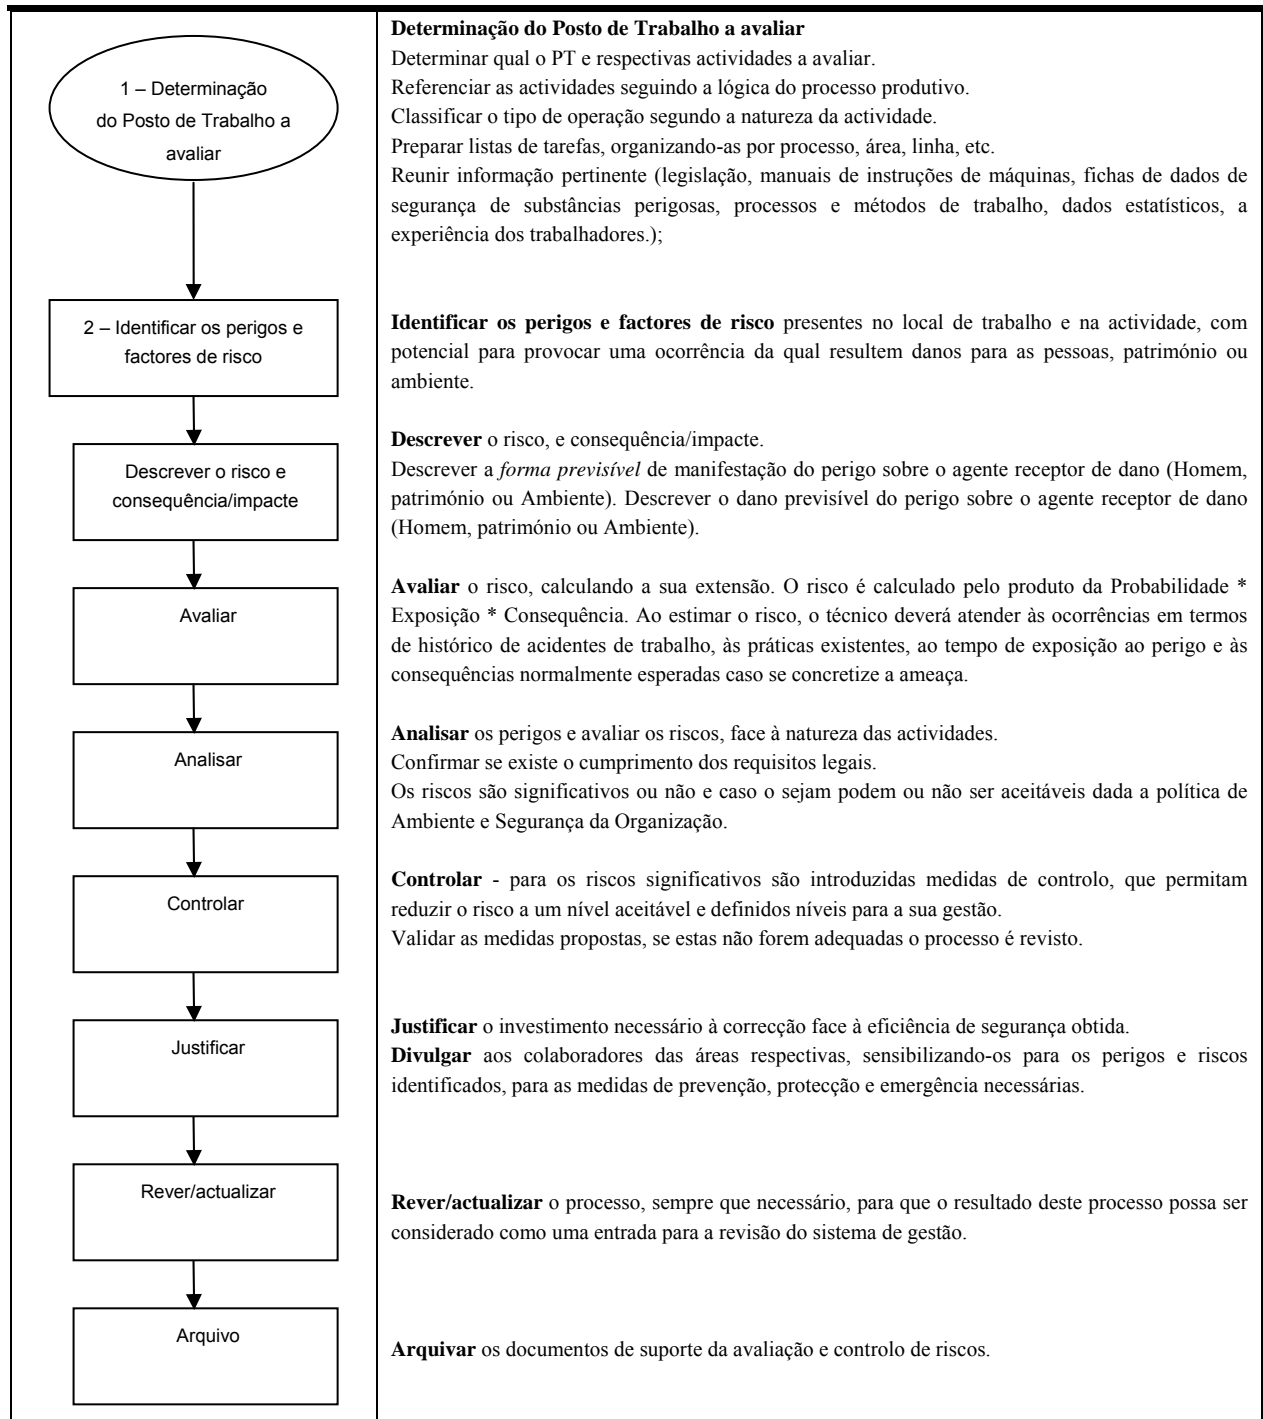 1 – Determinação
do Posto de Trabalho a
avaliar
Determinação do Posto de Trabalho a avaliar
Determinar qual o PT e respectivas actividades a avaliar.
Referenciar as actividades seguindo a lógica do processo produtivo.
Classificar o tipo de operação segundo a natureza da actividade.
Preparar listas de tarefas, organizando-as por processo, área, linha, etc.
Reunir informação pertinente (legislação, manuais de instruções de máquinas, fichas de dados de
segurança de substâncias perigosas, processos e métodos de trabalho, dados estatísticos, a
experiência dos trabalhadores.);
2 – Identificar os perigos e
factores de risco
Identificar os perigos e factores de risco presentes no local de trabalho e na actividade, com
potencial para provocar uma ocorrência da qual resultem danos para as pessoas, património ou
ambiente.
Descrever o risco e
consequência/impacte
Descrever o risco, e consequência/impacte.
Descrever a forma previsível de manifestação do perigo sobre o agente receptor de dano (Homem,
património ou Ambiente). Descrever o dano previsível do perigo sobre o agente receptor de dano
(Homem, património ou Ambiente).
Avaliar
Avaliar o risco, calculando a sua extensão. O risco é calculado pelo produto da Probabilidade *
Exposição * Consequência. Ao estimar o risco, o técnico deverá atender às ocorrências em termos
de histórico de acidentes de trabalho, às práticas existentes, ao tempo de exposição ao perigo e às
consequências normalmente esperadas caso se concretize a ameaça.
Analisar
Analisar os perigos e avaliar os riscos, face à natureza das actividades.
Confirmar se existe o cumprimento dos requisitos legais.
Os riscos são significativos ou não e caso o sejam podem ou não ser aceitáveis dada a política de
Ambiente e Segurança da Organização.
Controlar
Controlar - para os riscos significativos são introduzidas medidas de controlo, que permitam
reduzir o risco a um nível aceitável e definidos níveis para a sua gestão.
Validar as medidas propostas, se estas não forem adequadas o processo é revisto.
Justificar
Justificar o investimento necessário à correcção face à eficiência de segurança obtida.
Divulgar aos colaboradores das áreas respectivas, sensibilizando-os para os perigos e riscos
identificados, para as medidas de prevenção, protecção e emergência necessárias.
Rever/actualizar
Rever/actualizar o processo, sempre que necessário, para que o resultado deste processo possa ser
considerado como uma entrada para a revisão do sistema de gestão.
Arquivo
Arquivar os documentos de suporte da avaliação e controlo de riscos.